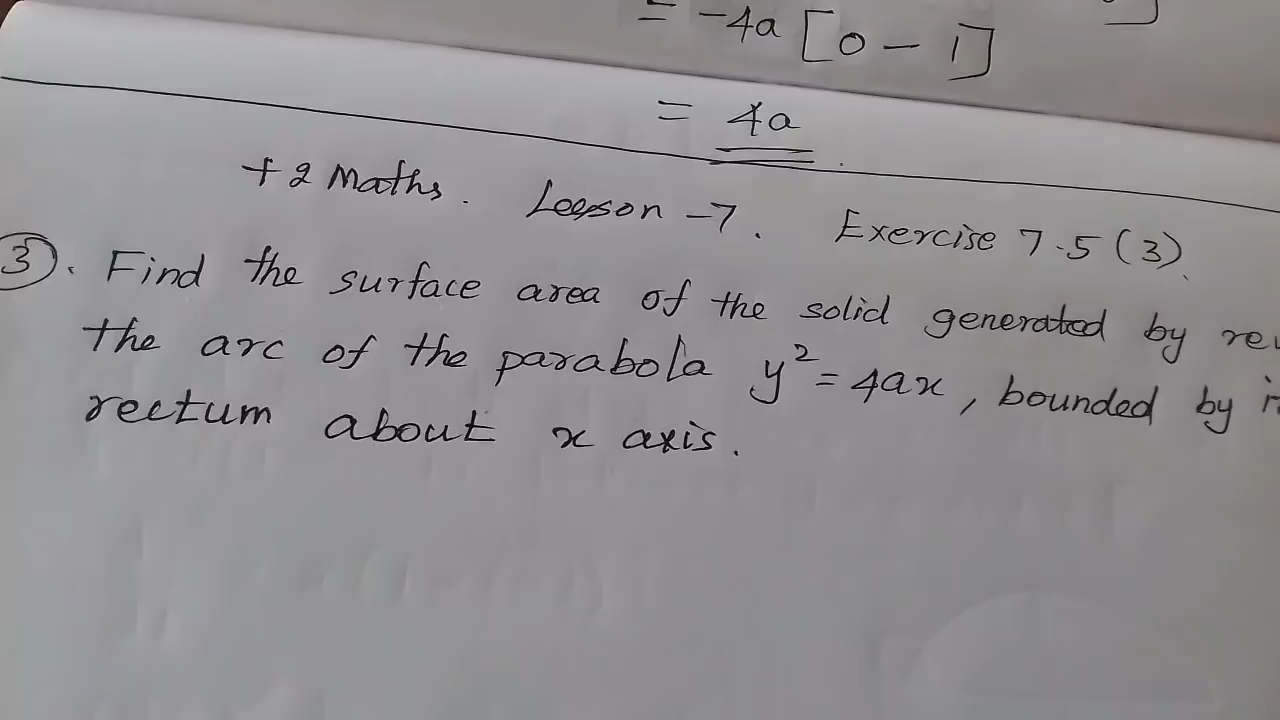 = -4a [0 - 1]
= 4a
+2 Maths. Lesson -7. Exercise 7.5 (3).
3). Find the surface area of the solid generated by
the arc of the parabola y² = 4ax, bounded by
rectum about x axis.